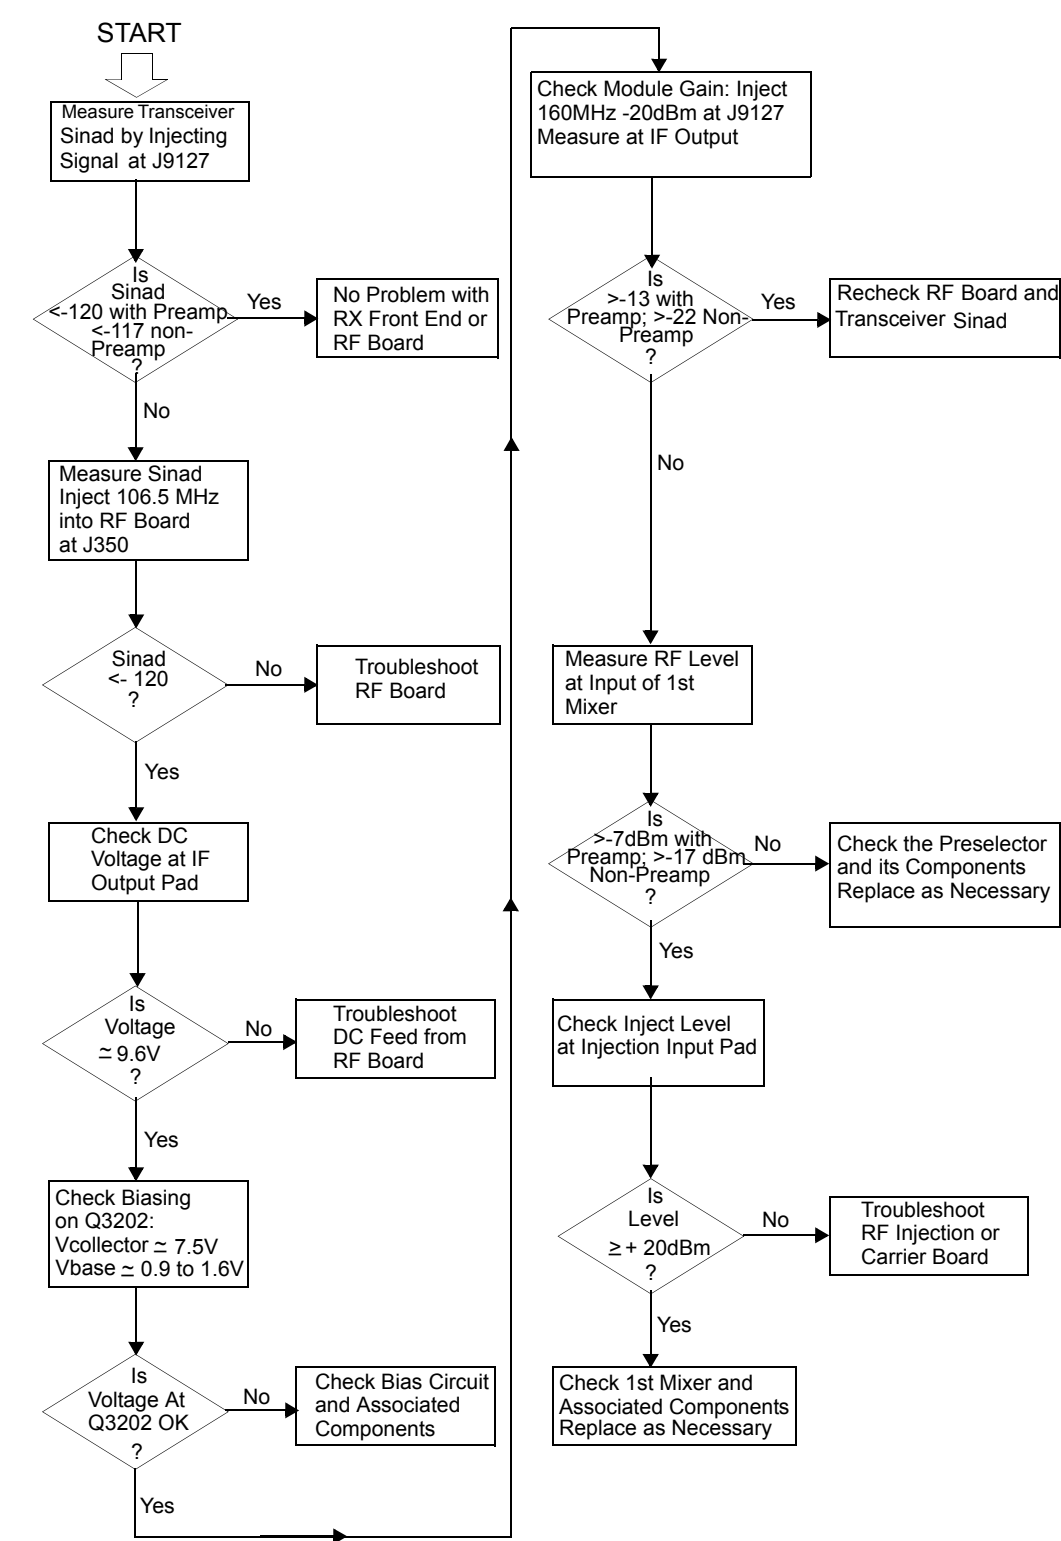 START
Measure Transceiver
Sinad by Injecting
Signal at J9127
Is
Sinad
<-120 with Preamp
<-117 non-
Preamp
?
Yes
No Problem with
RX Front End or
RF Board
No
Measure Sinad
Inject 106.5 MHz
into RF Board
at J350
Sinad
<- 120
?
No
Troubleshoot
RF Board
Yes
Check DC
Voltage at IF
Output Pad
Is
Voltage
≃ 9.6V
?
No
Troubleshoot
DC Feed from
RF Board
Yes
Check Biasing
on Q3202:
Vcollector ≃ 7.5V
Vbase ≃ 0.9 to 1.6V
Is
Voltage At
Q3202 OK
?
No
Check Bias Circuit
and Associated
Components
Yes
Check Module Gain: Inject
160MHz -20dBm at J9127
Measure at IF Output
Is
>-13 with
Preamp; >-22 Non-
Preamp
?
Yes
Recheck RF Board and
Transceiver Sinad
No
Measure RF Level
at Input of 1st
Mixer
Is
>-7dBm with
Preamp; >-17 dBm
Non-Preamp
?
No
Check the Preselector
and its Components
Replace as Necessary
Yes
Check Inject Level
at Injection Input Pad
Is
Level
≥ + 20dBm
?
No
Troubleshoot
RF Injection or
Carrier Board
Yes
Check 1st Mixer and
Associated Components
Replace as Necessary